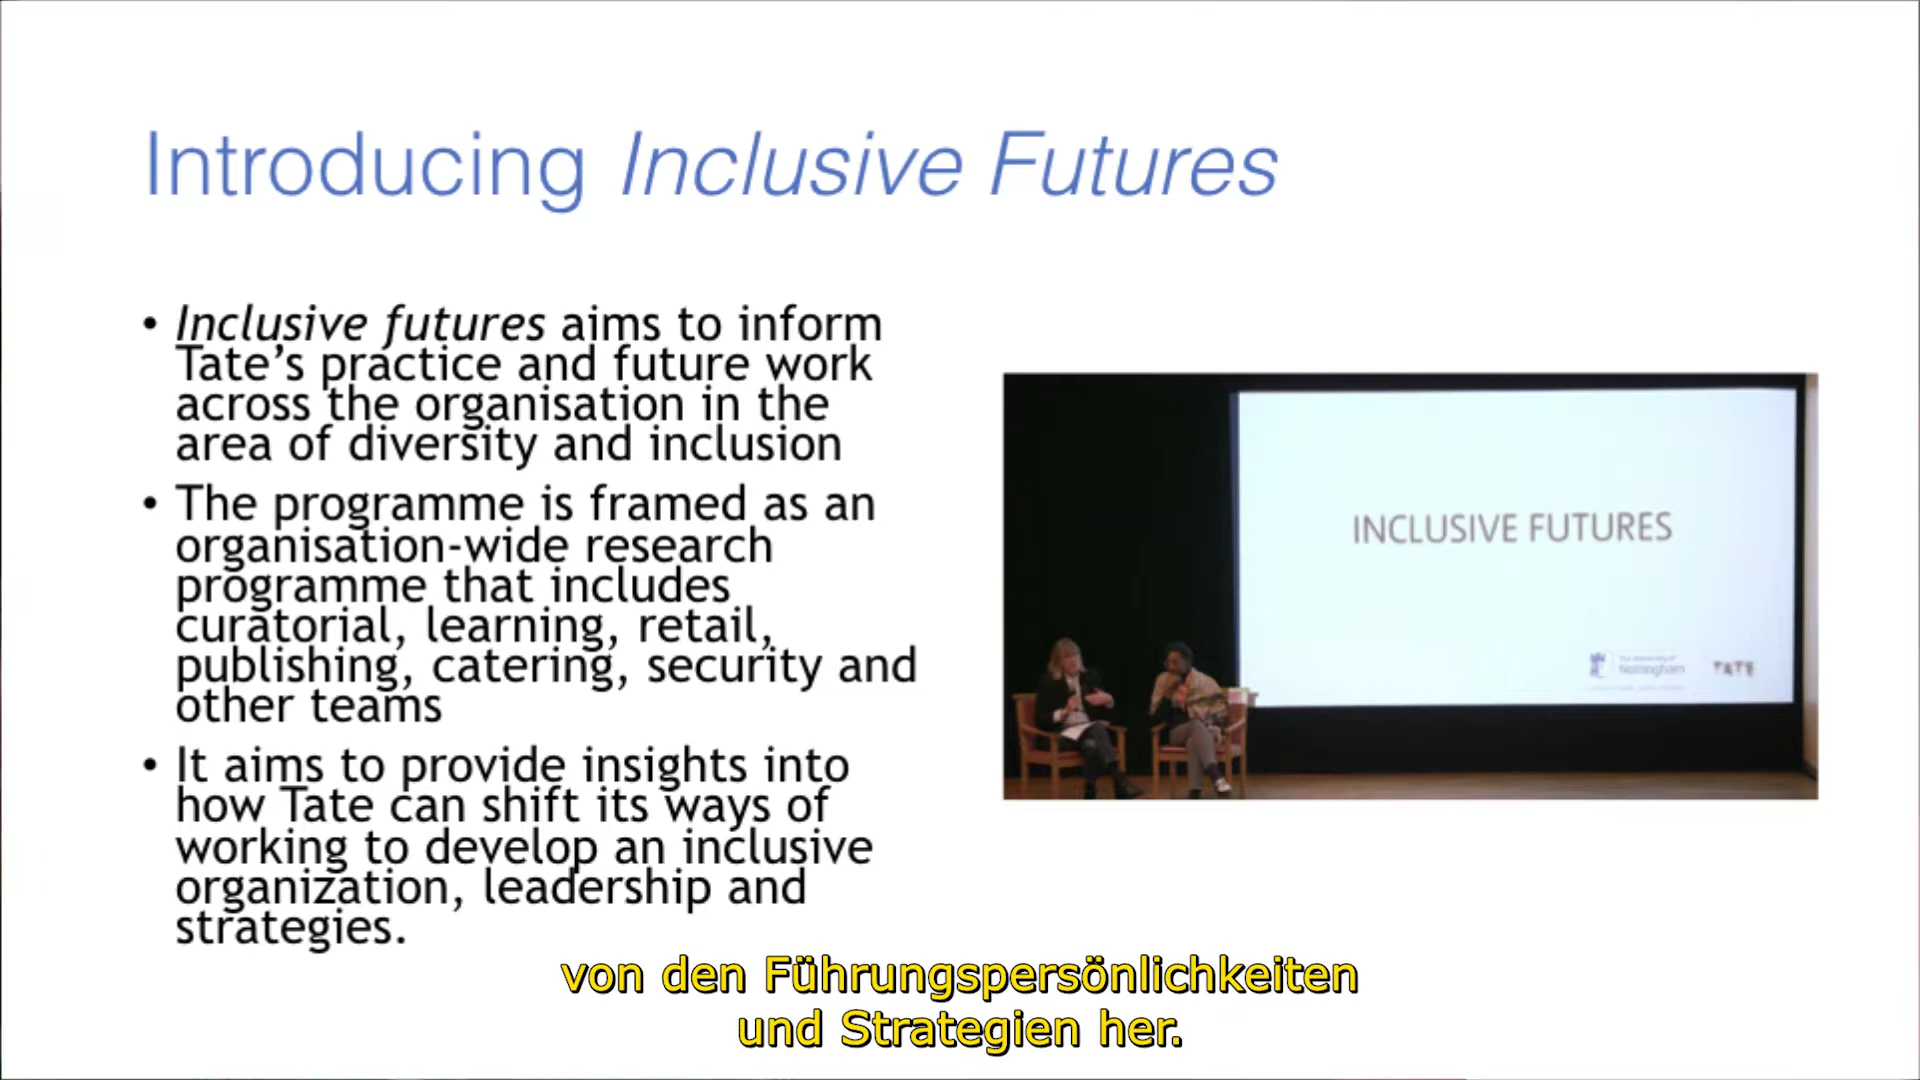 Introducing Inclusive Futures
• Inclusive futures aims to inform
Tate’s practice and future work
across the organisation in the
area of diversity and inclusion
• The programme is framed as an
organisation-wide research
programme that includes
curatorial, learning, retail,
publishing, catering, security and
other teams
• It aims to provide insights into
how Tate can shift its ways of
working to develop an inclusive
organization, leadership and
strategies.
INCLUSIVE FUTURES
Nottingham
TATE
von den Führungspersönlichkeiten
und Strategien her.